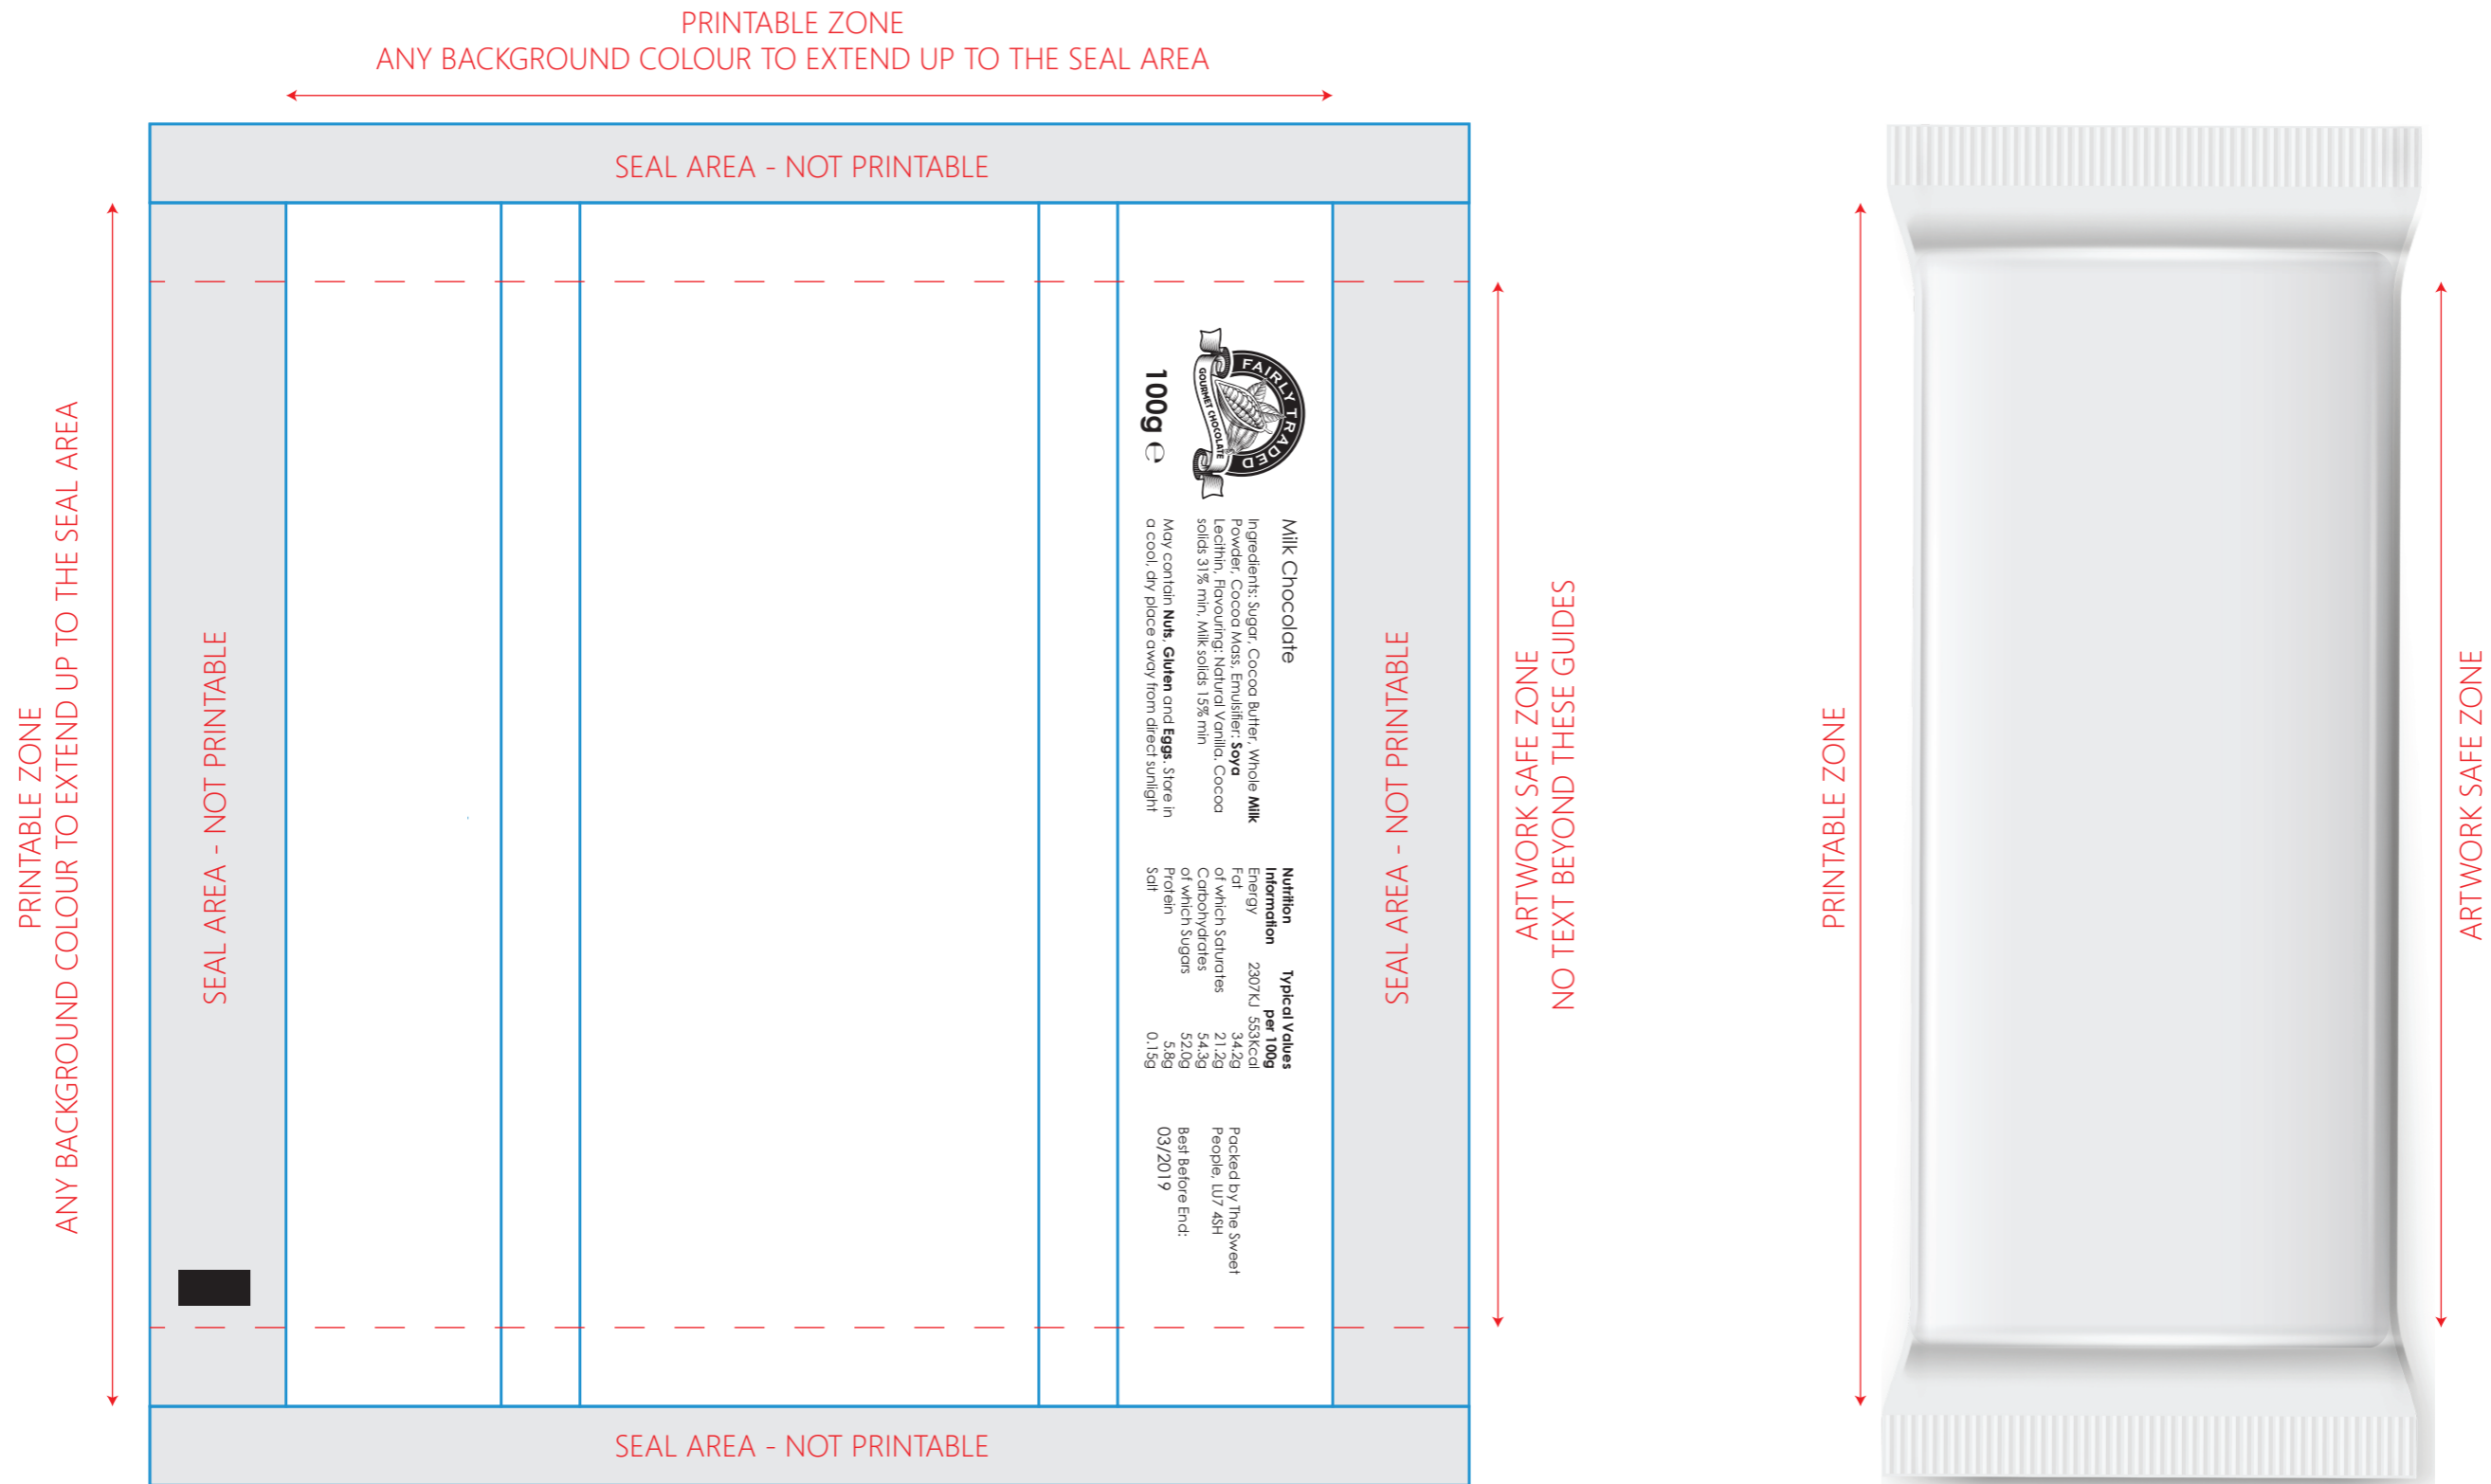 PRINTABLE ZONE
ANY BACKGROUND COLOUR TO EXTEND UP TO THE SEAL AREA
SEAL AREA - NOT PRINTABLE
PRINTABLE ZONE
ANY BACKGROUND COLOUR TO EXTEND UP TO THE SEAL AREA
SEAL AREA - NOT PRINTABLE
FAIRLY TRADED
GOURMET CHOCOLATE
100g ℮
Milk Chocolate
Ingredients: Sugar, Cocoa Butter, Whole Milk
Powder, Cocoa Mass, Emulsifier: Soya
Lecithin, Flavouring: Natural Vanilla. Cocoa
solids 31% min, Milk solids 15% min
May contain Nuts, Gluten and Eggs. Store in
a cool, dry place away from direct sunlight
Nutrition Typical Values
Information per 100g
Energy 2307KJ 553Kcal
Fat 34.2g
of which Saturates 21.2g
Carbohydrates 54.3g
of which Sugars 52.0g
Protein 5.8g
Salt 0.15g
Packed by The Sweet
People, LU7 4SH
Best Before End:
03/2019
SEAL AREA - NOT PRINTABLE
ARTWORK SAFE ZONE
NO TEXT BEYOND THESE GUIDES
SEAL AREA - NOT PRINTABLE
PRINTABLE ZONE
ARTWORK SAFE ZONE